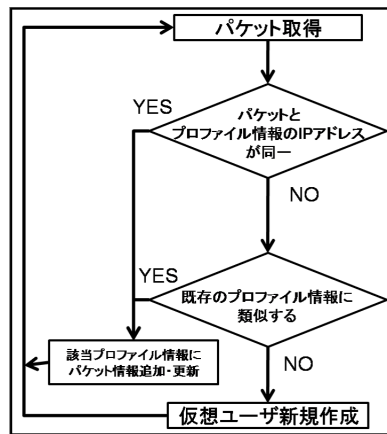 パケット取得
YES
パケットと
プロファイル情報のIPアドレス
が同一
NO
YES
既存のプロファイル情報に
類似する
該当プロファイル情報に
パケット情報追加・更新
NO
仮想ユーザ新規作成